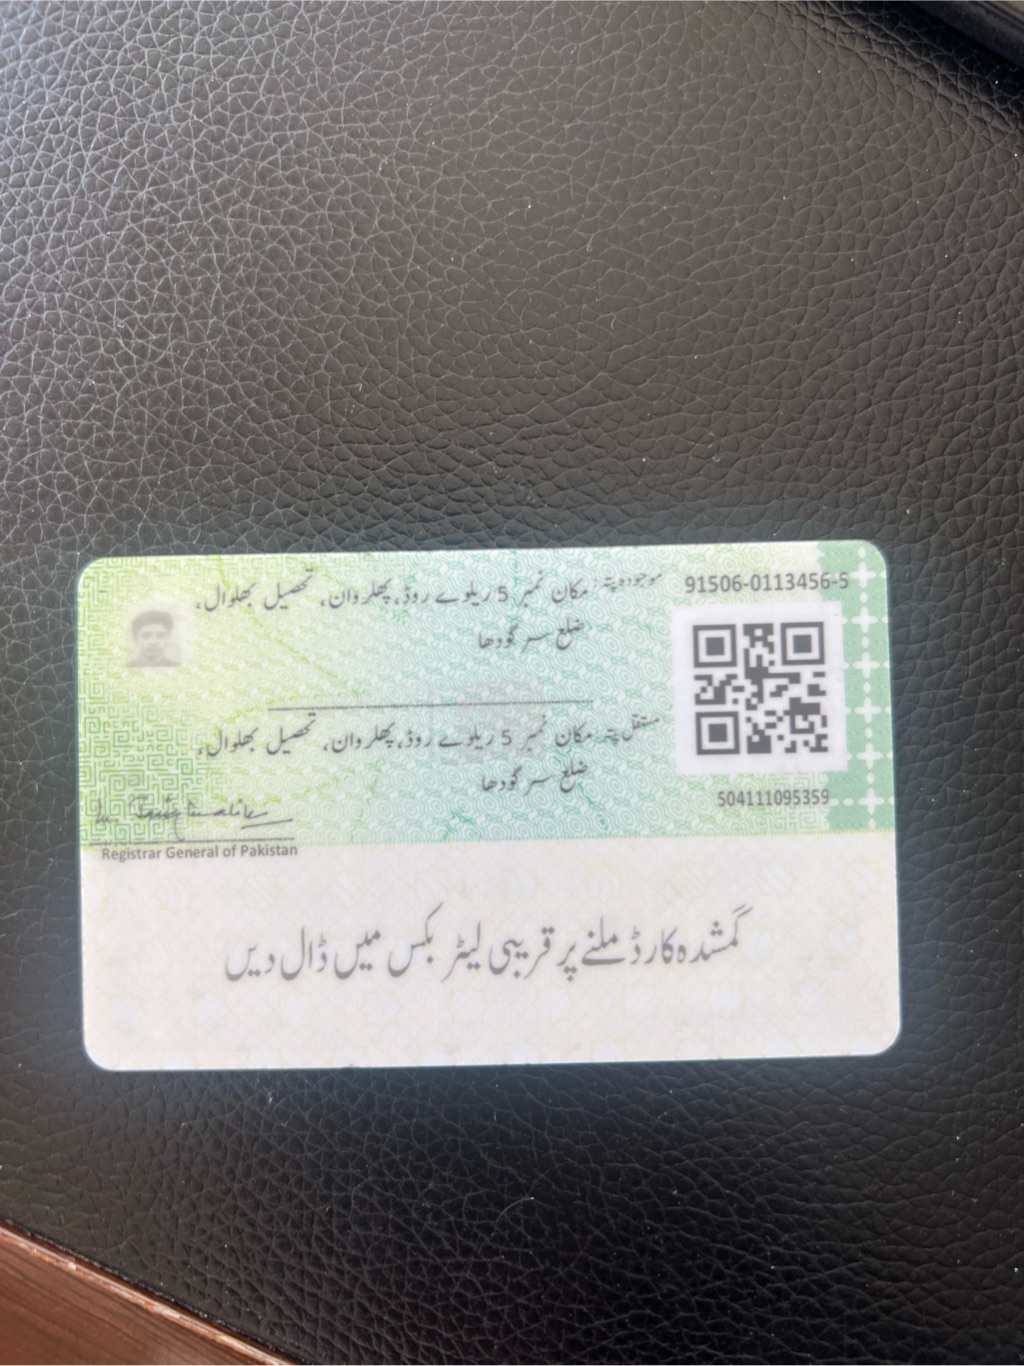 91506-0113456-5
موجودہ پتہ: مکان نمبر 5 ریلوے روڈ، پھلروان، تحصیل بھلوال،
ضلع سرگودھا
مستقل پتہ: مکان نمبر 5 ریلوے روڈ، پھلروان، تحصیل بھلوال،
ضلع سرگودھا
504111095359
Registrar General of Pakistan
گمشدہ کارڈ ملنے پر قریبی لیٹر بکس میں ڈال دیں